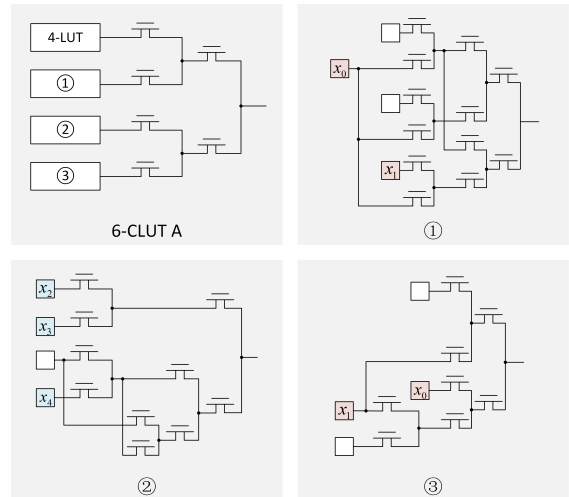 4-LUT
①
②
③
6-CLUT A
x₀
x₁
①
x₂
x₃
x₄
②
x₀
x₁
③